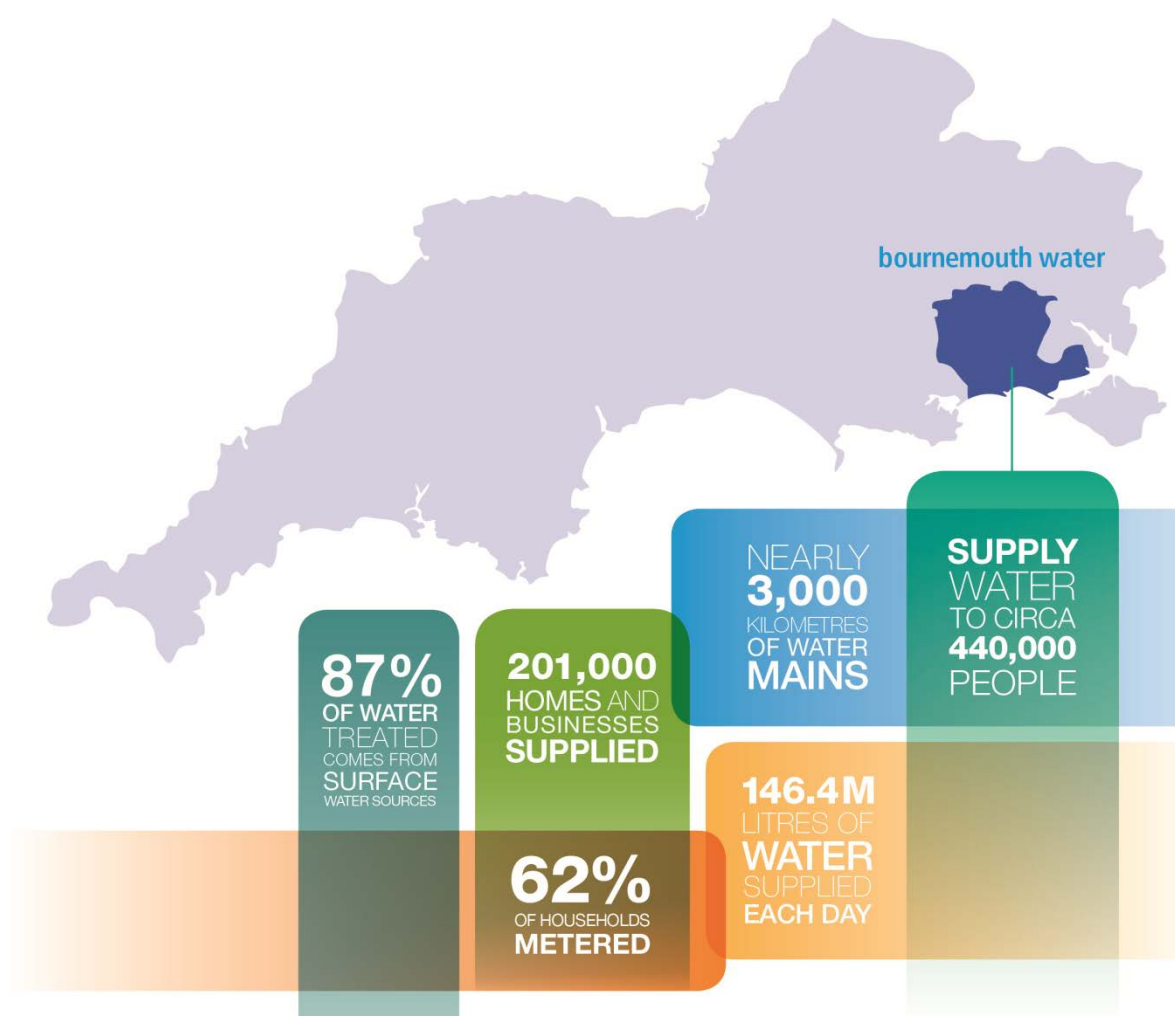 bournemouth water
NEARLY
3,000
KILOMETRES
OF WATER
MAINS
SUPPLY
WATER
TO CIRCA
440,000
PEOPLE
87%
OF WATER
TREATED
COMES FROM
SURFACE
WATER SOURCES
201,000
HOMES AND
BUSINESSES
SUPPLIED
146.4M
LITRES OF
WATER
SUPPLIED
EACH DAY
62%
OF HOUSEHOLDS
METERED